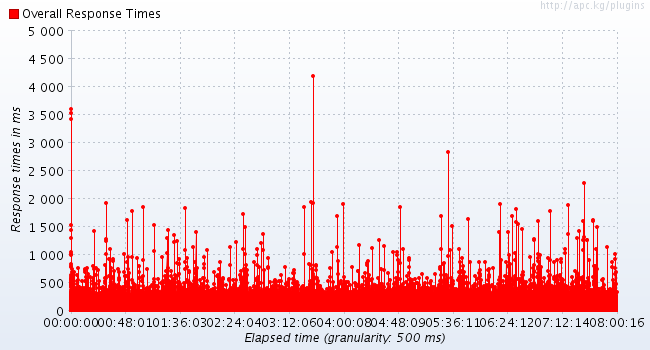 http://apc.kg/plugins
Overall Response Times
5 000
4 500
4 000
3 500
3 000
2 500
2 000
1 500
1 000
500
0
Response times in ms
00:00:00 00:48:01 01:36:03 02:24:04 03:12:06 04:00:08 04:48:09 05:36:11 06:24:12 07:12:14 08:00:16
Elapsed time (granularity: 500 ms)